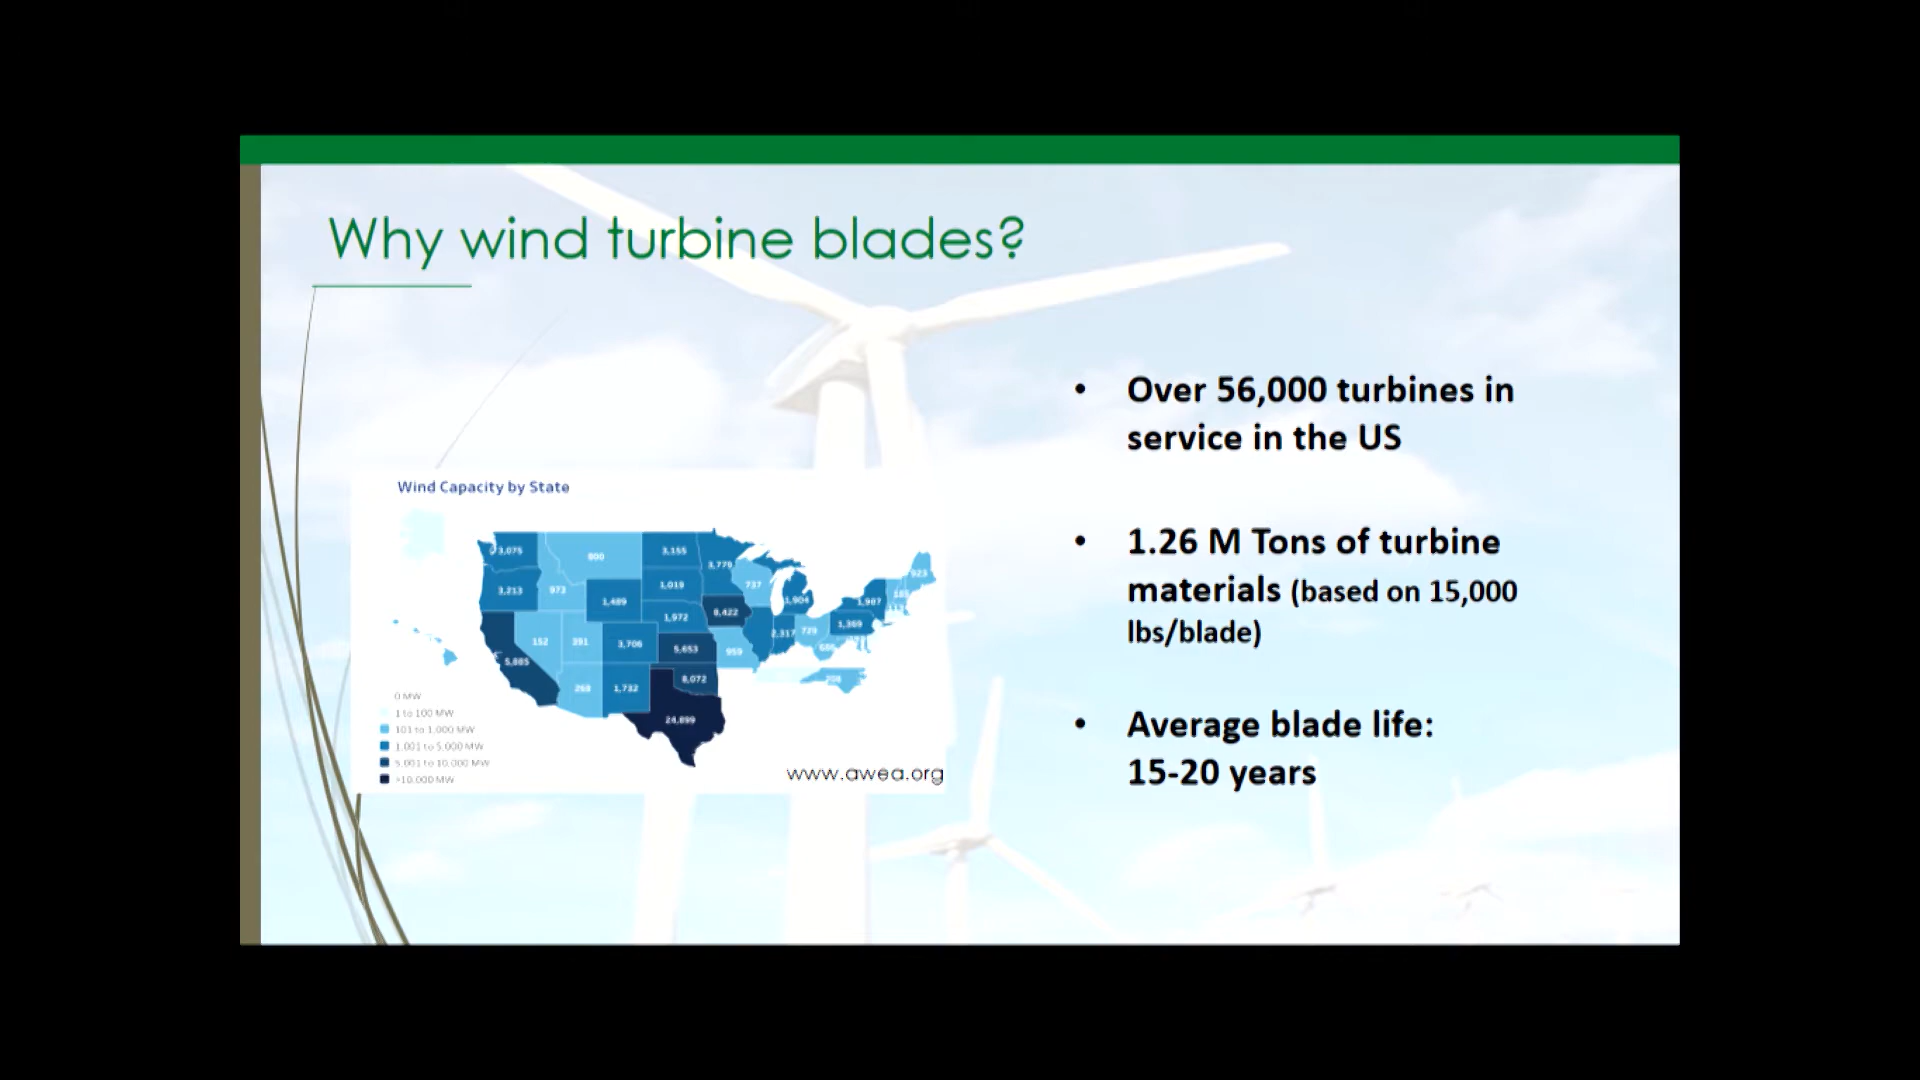 Why wind turbine blades?
Wind Capacity by State
3,075
800
3,155
3,779
923
3,213
973
1,019
737
1,489
1,904
1,987
1,972
8,422
1,369
152
391
3,706
2,317
729
5,653
959
686
5,885
268
1,732
8,072
208
24,899
0 MW
1 to 100 MW
101 to 1,000 MW
1,001 to 5,000 MW
5,001 to 10,000 MW
>10,000 MW
www.awea.org
• Over 56,000 turbines in
service in the US
• 1.26 M Tons of turbine
materials (based on 15,000
lbs/blade)
• Average blade life:
15-20 years